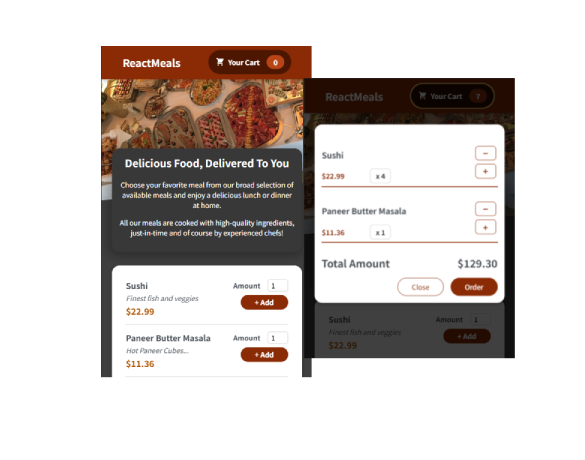 ReactMeals
Your Cart 0
Delicious Food, Delivered To You
Choose your favorite meal from our broad selection of
available meals and enjoy a delicious lunch or dinner
at home.
All our meals are cooked with high-quality ingredients,
just-in-time and of course by experienced chefs!
Sushi
Amount 1
Finest fish and veggies
+ Add
$22.99
Paneer Butter Masala
Amount 1
Hot Paneer Cubes...
+ Add
$11.36
ReactMeals
Your Cart 7
Sushi
−
$22.99 x 4
+
Paneer Butter Masala
−
$11.36 x 1
+
Total Amount $129.30
Close Order
Sushi
Amount 1
Finest fish and veggies
+ Add
$22.99